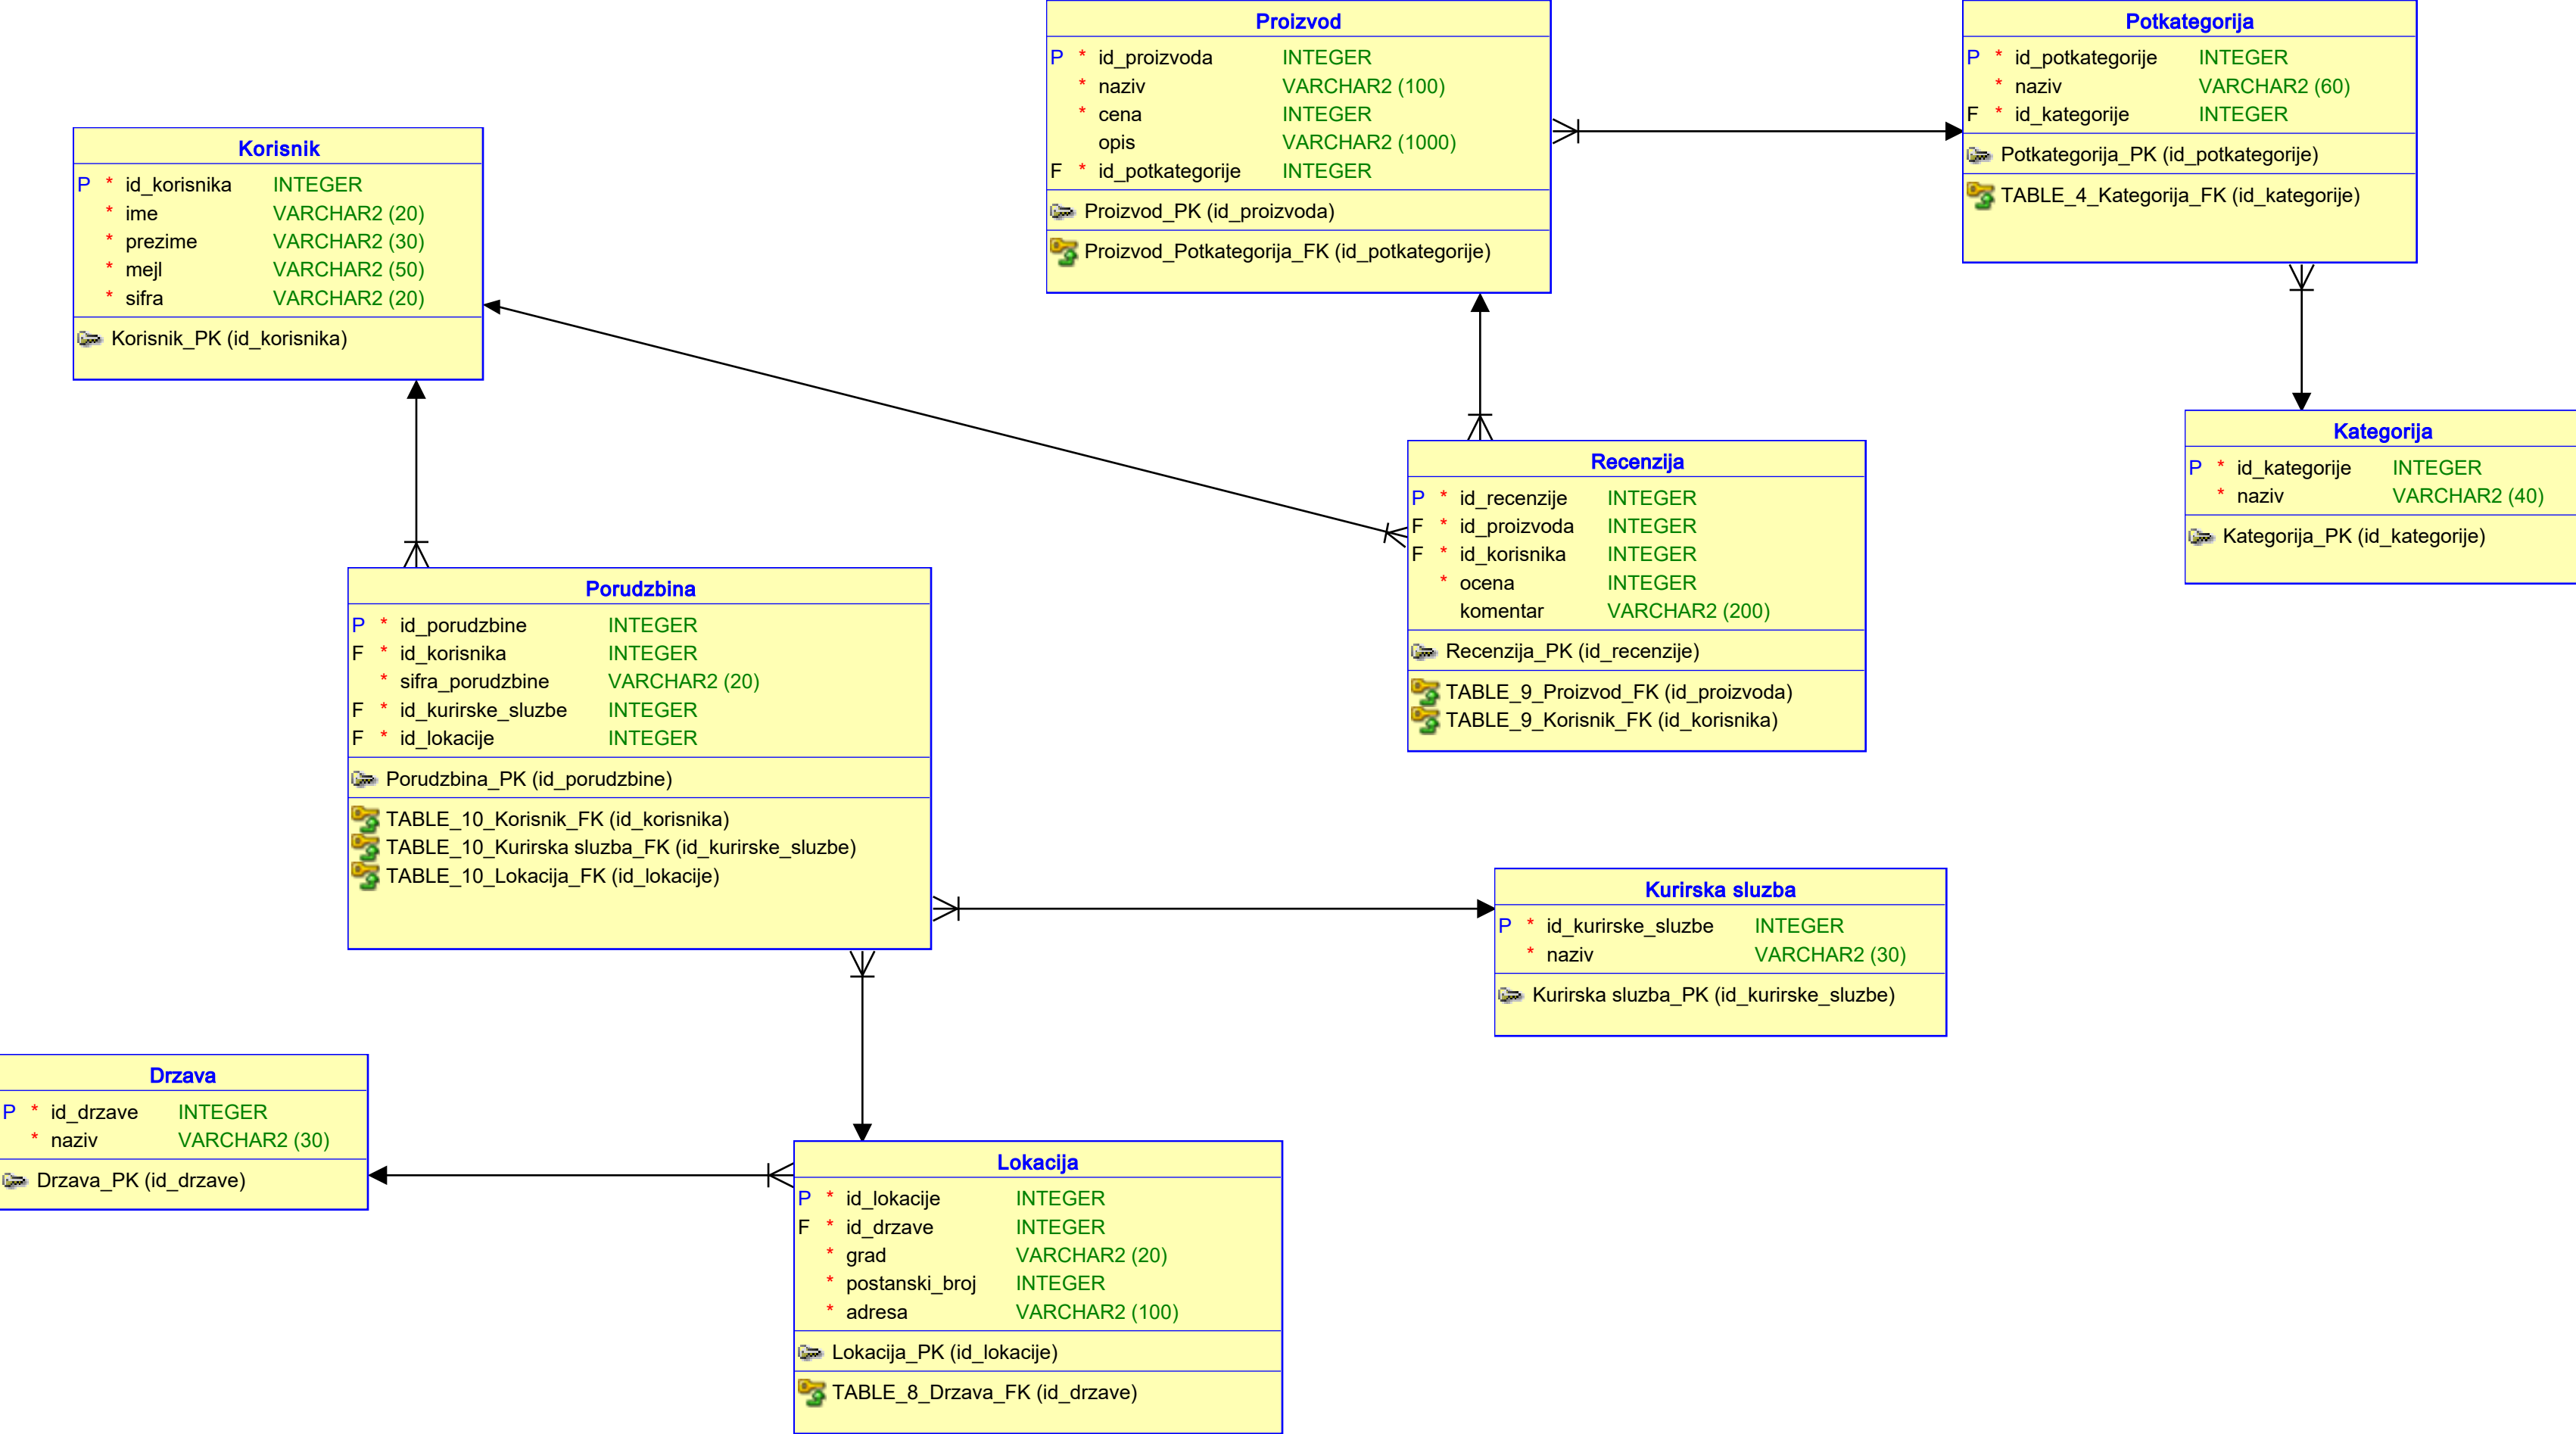 Proizvod
P * id_proizvoda INTEGER
* naziv VARCHAR2 (100)
* cena INTEGER
opis VARCHAR2 (1000)
F * id_potkategorije INTEGER
Proizvod_PK (id_proizvoda)
Proizvod_Potkategorija_FK (id_potkategorije)
Potkategorija
P * id_potkategorije INTEGER
* naziv VARCHAR2 (60)
F * id_kategorije INTEGER
Potkategorija_PK (id_potkategorije)
TABLE_4_Kategorija_FK (id_kategorije)
Korisnik
P * id_korisnika INTEGER
* ime VARCHAR2 (20)
* prezime VARCHAR2 (30)
* mejl VARCHAR2 (50)
* sifra VARCHAR2 (20)
Korisnik_PK (id_korisnika)
Kategorija
P * id_kategorije INTEGER
* naziv VARCHAR2 (40)
Kategorija_PK (id_kategorije)
Recenzija
P * id_recenzije INTEGER
F * id_proizvoda INTEGER
F * id_korisnika INTEGER
* ocena INTEGER
komentar VARCHAR2 (200)
Recenzija_PK (id_recenzije)
TABLE_9_Proizvod_FK (id_proizvoda)
TABLE_9_Korisnik_FK (id_korisnika)
Porudzbina
P * id_porudzbine INTEGER
F * id_korisnika INTEGER
* sifra_porudzbine VARCHAR2 (20)
F * id_kurirske_sluzbe INTEGER
F * id_lokacije INTEGER
Porudzbina_PK (id_porudzbine)
TABLE_10_Korisnik_FK (id_korisnika)
TABLE_10_Kurirska sluzba_FK (id_kurirske_sluzbe)
TABLE_10_Lokacija_FK (id_lokacije)
Kurirska sluzba
P * id_kurirske_sluzbe INTEGER
* naziv VARCHAR2 (30)
Kurirska sluzba_PK (id_kurirske_sluzbe)
Drzava
P * id_drzave INTEGER
* naziv VARCHAR2 (30)
Drzava_PK (id_drzave)
Lokacija
P * id_lokacije INTEGER
F * id_drzave INTEGER
* grad VARCHAR2 (20)
* postanski_broj INTEGER
* adresa VARCHAR2 (100)
Lokacija_PK (id_lokacije)
TABLE_8_Drzava_FK (id_drzave)